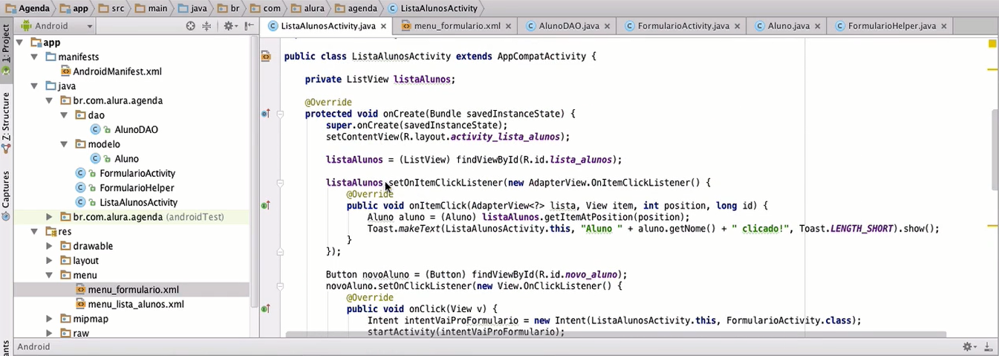 Agenda app src main java br com alura agenda ListaAlunosActivity
Android
ListaAlunosActivity.java menu_formulario.xml AlunoDAO.java FormularioActivity.java Aluno.java FormularioHelper.java
1: Project
Z: Structure
Captures
app
manifests
AndroidManifest.xml
java
br.com.alura.agenda
dao
AlunoDAO
modelo
Aluno
FormularioActivity
FormularioHelper
ListaAlunosActivity
br.com.alura.agenda (androidTest)
res
drawable
layout
menu
menu_formulario.xml
menu_lista_alunos.xml
mipmap
raw
public class ListaAlunosActivity extends AppCompatActivity {
private ListView listaAlunos;
@Override
protected void onCreate(Bundle savedInstanceState) {
super.onCreate(savedInstanceState);
setContentView(R.layout.activity_lista_alunos);
listaAlunos = (ListView) findViewById(R.id.lista_alunos);
listaAlunos.setOnItemClickListener(new AdapterView.OnItemClickListener() {
@Override
public void onItemClick(AdapterView<?> lista, View item, int position, long id) {
Aluno aluno = (Aluno) listaAlunos.getItemAtPosition(position);
Toast.makeText(ListaAlunosActivity.this, "Aluno " + aluno.getNome() + " clicado!", Toast.LENGTH_SHORT).show();
}
});
Button novoAluno = (Button) findViewById(R.id.novo_aluno);
novoAluno.setOnClickListener(new View.OnClickListener() {
@Override
public void onClick(View v) {
Intent intentVaiProFormulario = new Intent(ListaAlunosActivity.this, FormularioActivity.class);
startActivity(intentVaiProFormulario);
Android